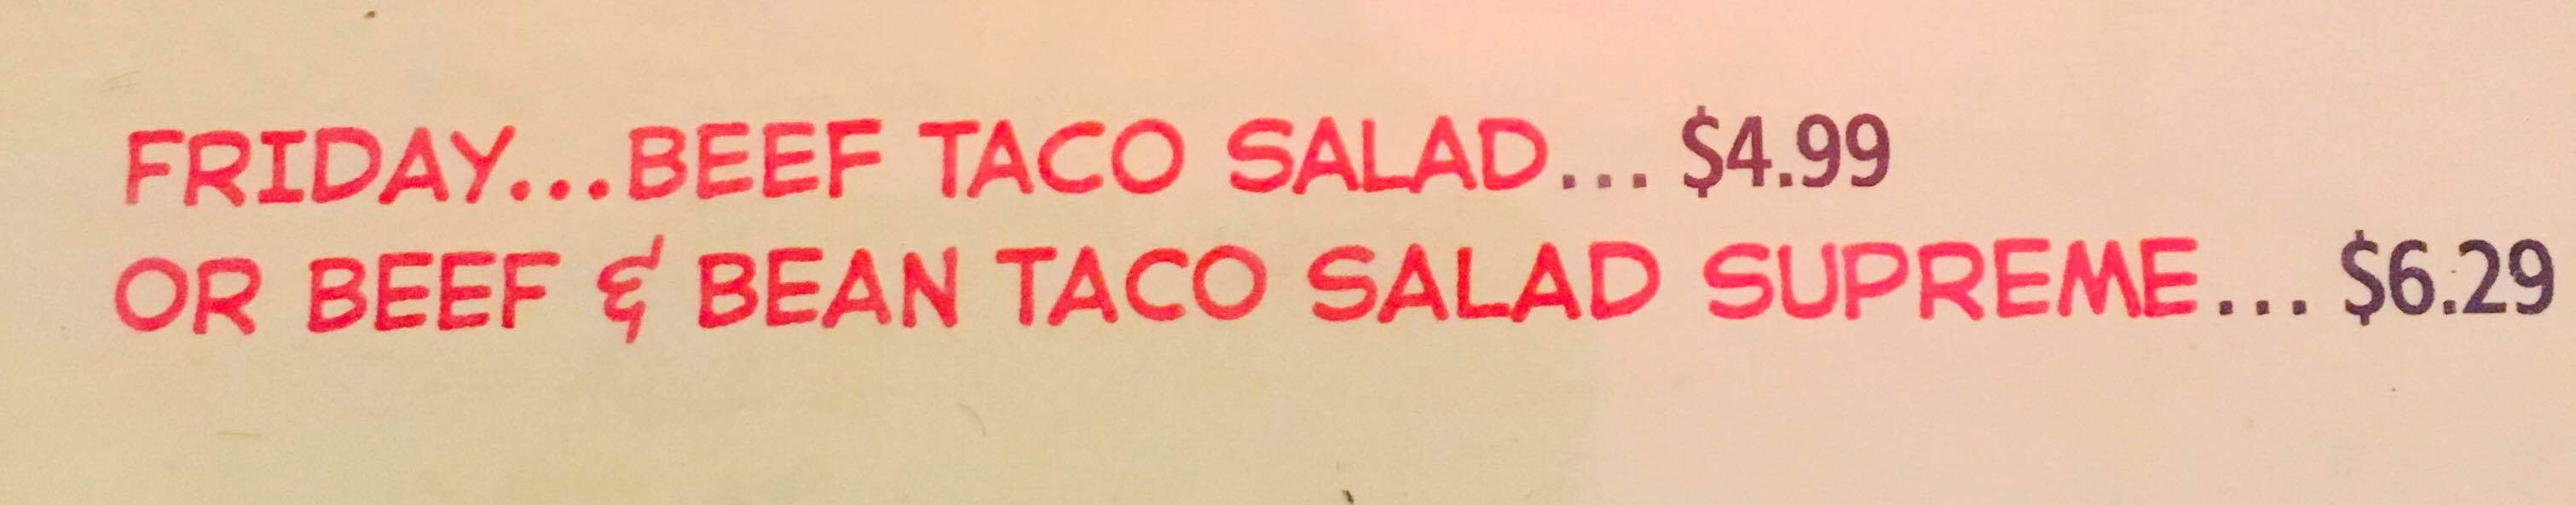 FRIDAY...BEEF TACO SALAD... $4.99
OR BEEF & BEAN TACO SALAD SUPREME... $6.29